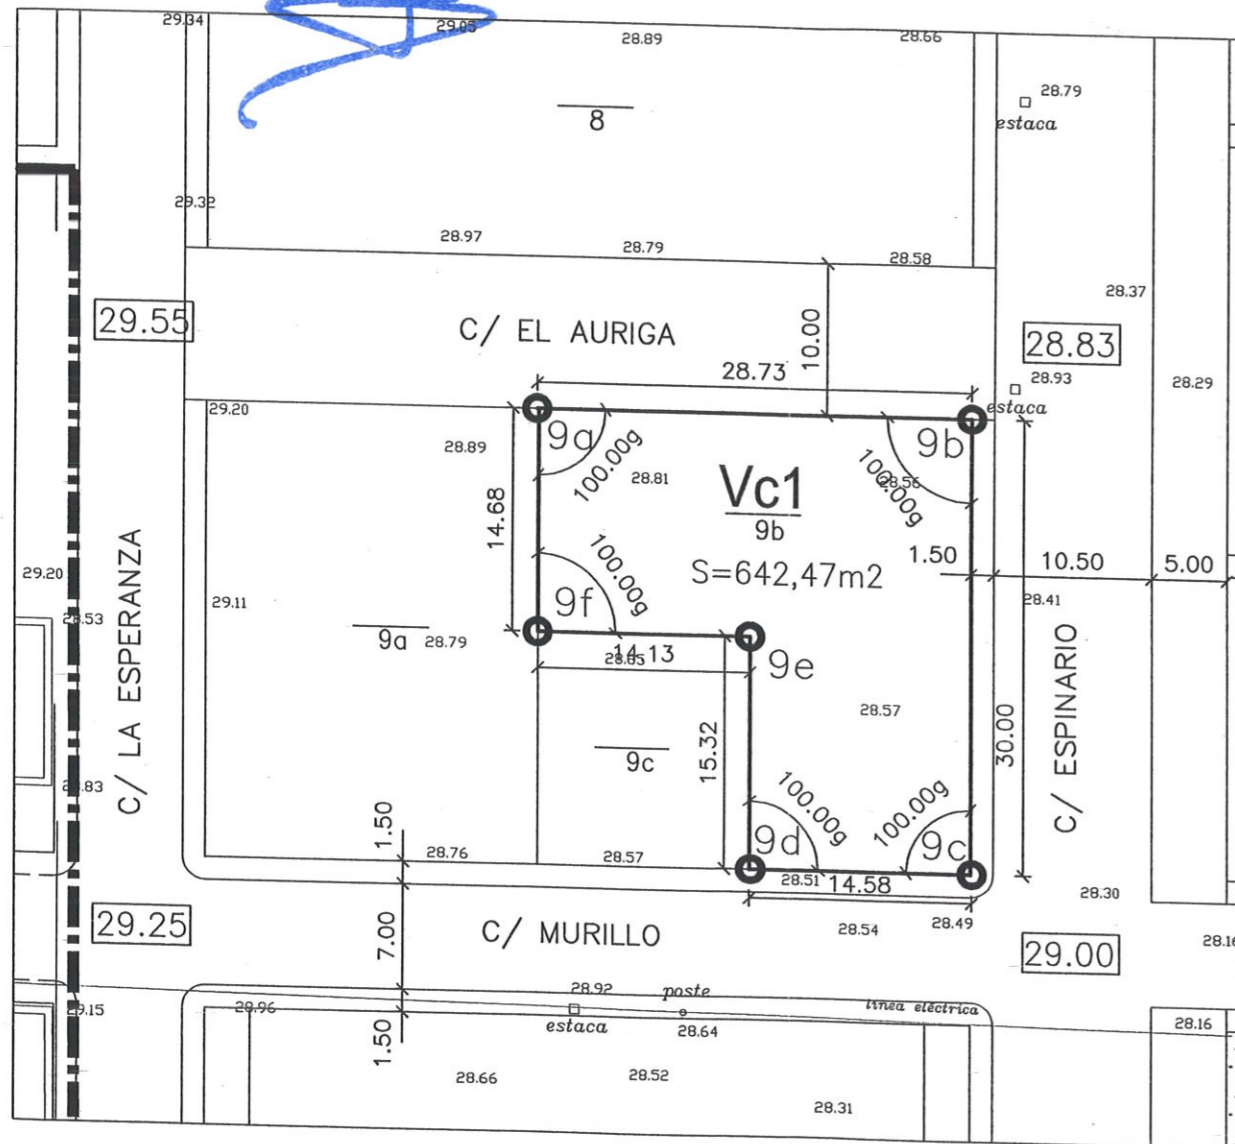 29.34
29.05
28.89
28.66
28.79
estaca
8
29.32
28.97
28.79
28.58
28.37
29.55
C/ EL AURIGA
10.00
28.83
28.73
28.93
estaca
28.29
29.20
28.89
9a
100.00g
28.81
Vc1
9b
9b
100.00g
28.56
14.68
S=642,47m2
1.50
10.50
5.00
29.20
29.11
100.00g
9f
28.41
9a
28.79
14.13
9e
28.57
C/ LA ESPERANZA
9c
15.32
30.00
C/ ESPINARIO
100.00g
100.00g
9d
9c
1.50
28.76
28.57
28.51
14.58
28.30
29.25
7.00
C/ MURILLO
28.54
28.49
29.00
28.92
poste
linea eléctrica
29.15
28.96
estaca
28.64
28.16
1.50
28.66
28.52
28.31